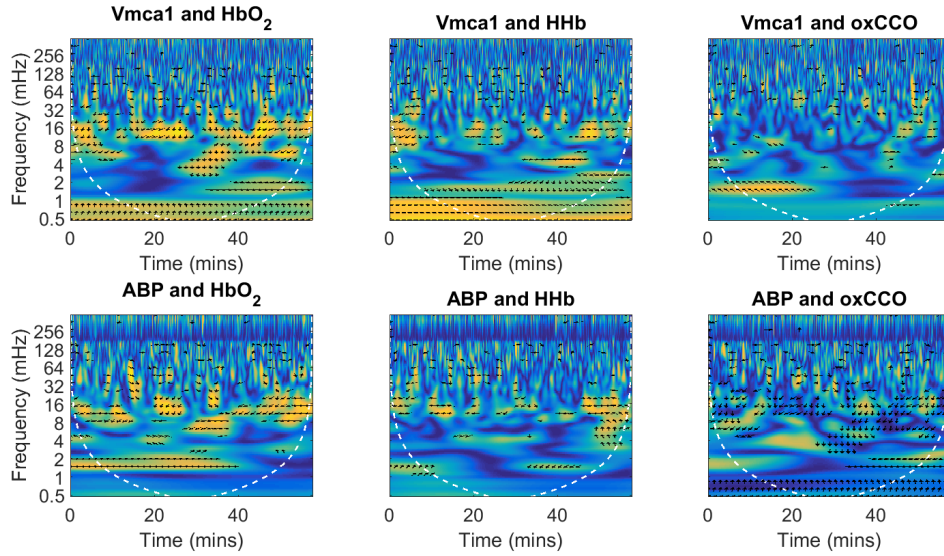 Vmca1 and HbO2
Vmca1 and HHb
Vmca1 and oxCCO
Frequency (mHz)
256
128
64
32
16
8
4
2
1
0.5
0 20 40
0 20 40
0 20 40
Time (mins)
Time (mins)
Time (mins)
ABP and HbO2
ABP and HHb
ABP and oxCCO
Frequency (mHz)
256
128
64
32
16
8
4
2
1
0.5
0 20 40
0 20 40
0 20 40
Time (mins)
Time (mins)
Time (mins)